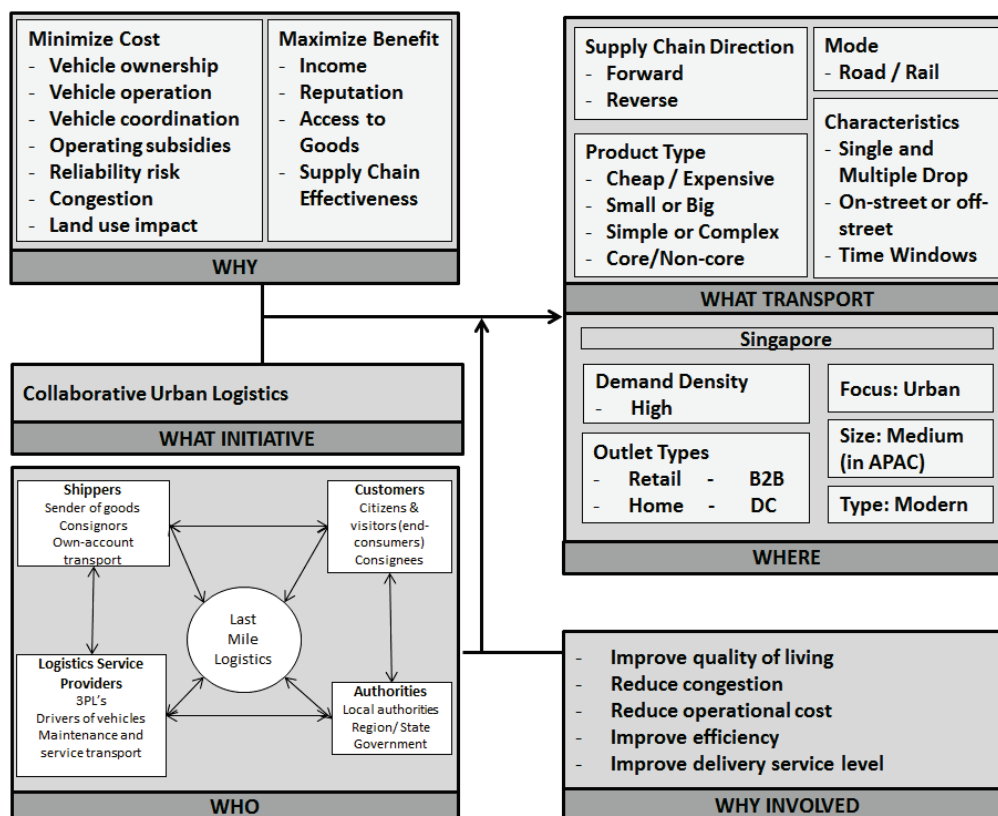 Minimize Cost
- Vehicle ownership
- Vehicle operation
- Vehicle coordination
- Operating subsidies
- Reliability risk
- Congestion
- Land use impact
Maximize Benefit
- Income
- Reputation
- Access to
Goods
- Supply Chain
Effectiveness
WHY
Supply Chain Direction
- Forward
- Reverse
Mode
- Road / Rail
Product Type
- Cheap / Expensive
- Small or Big
- Simple or Complex
- Core/Non-core
Characteristics
- Single and
Multiple Drop
- On-street or off-
street
- Time Windows
WHAT TRANSPORT
Collaborative Urban Logistics
WHAT INITIATIVE
Singapore
Demand Density
- High
Outlet Types
- Retail - B2B
- Home - DC
Focus: Urban
Size: Medium
(in APAC)
Type: Modern
WHERE
Shippers
Sender of goods
Consignors
Own-account
transport
Customers
Citizens &
visitors (end-
consumers)
Consignees
Last
Mile
Logistics
Logistics Service
Providers
3PL's
Drivers of vehicles
Maintenance and
service transport
Authorities
Local authorities
Region/ State
Government
WHO
- Improve quality of living
- Reduce congestion
- Reduce operational cost
- Improve efficiency
- Improve delivery service level
WHY INVOLVED